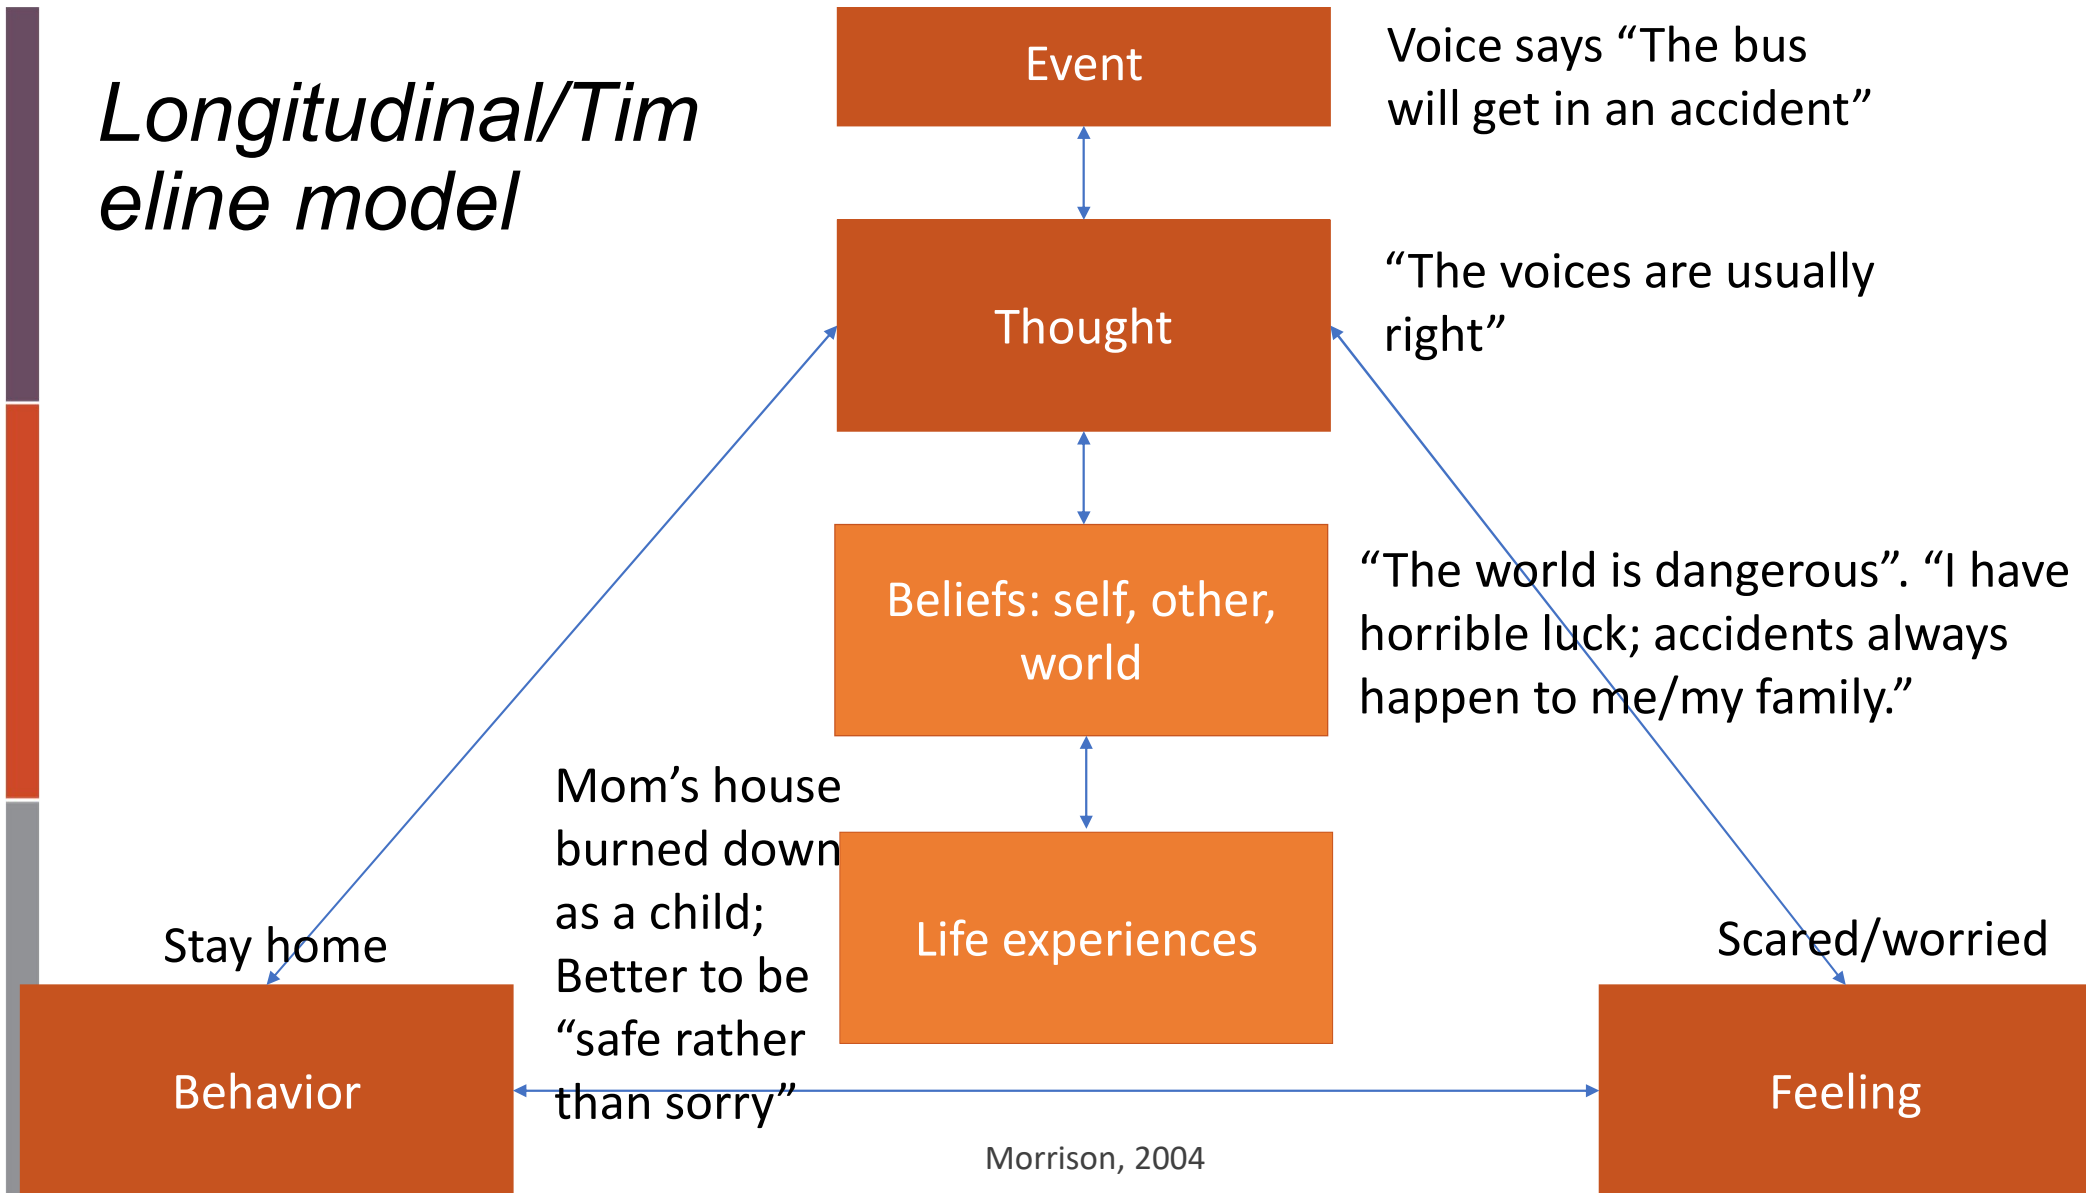 Longitudinal/Tim
eline model
Event
Voice says “The bus
will get in an accident”
Thought
“The voices are usually
right”
Beliefs: self, other,
world
“The world is dangerous”. “I have
horrible luck; accidents always
happen to me/my family.”
Mom’s house
burned down
as a child;
Better to be
“safe rather
than sorry”
Life experiences
Stay home
Behavior
Scared/worried
Feeling
Morrison, 2004